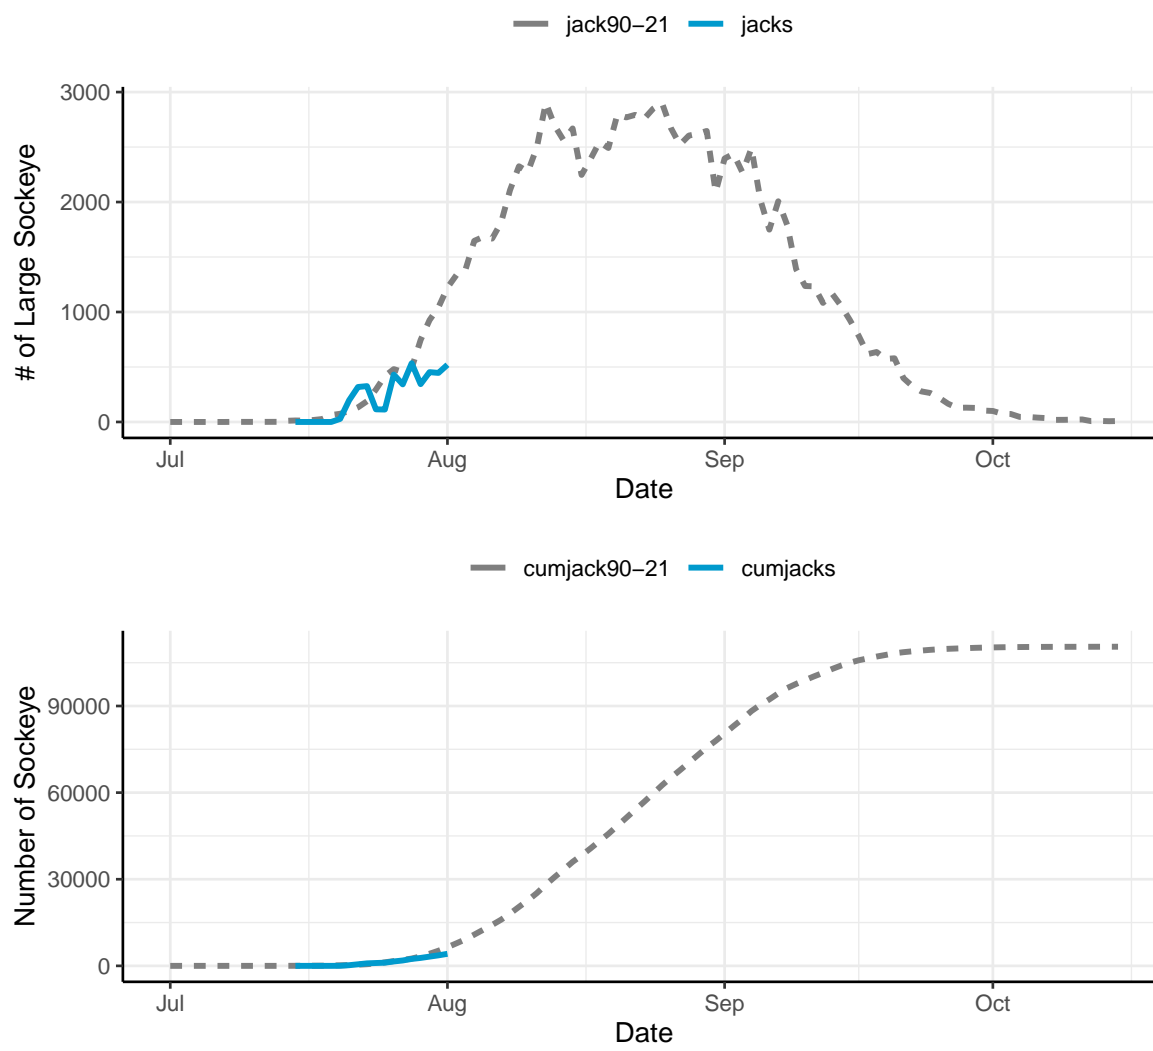 jack90−21 jacks
# of Large Sockeye
3000
2000
1000
0
Jul Aug Sep Oct
Date
cumjack90−21 cumjacks
Number of Sockeye
90000
60000
30000
0
Jul Aug Sep Oct
Date